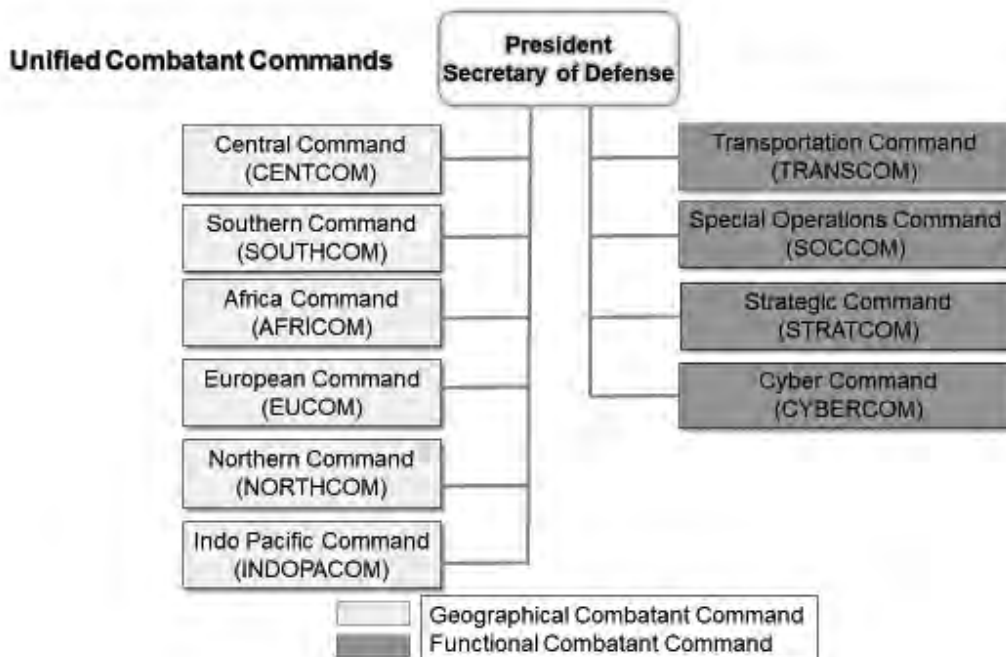 Unified Combatant Commands
President
Secretary of Defense
Central Command
(CENTCOM)
Southern Command
(SOUTHCOM)
Africa Command
(AFRICOM)
European Command
(EUCOM)
Northern Command
(NORTHCOM)
Indo Pacific Command
(INDOPACOM)
Transportation Command
(TRANSCOM)
Special Operations Command
(SOCCOM)
Strategic Command
(STRATCOM)
Cyber Command
(CYBERCOM)
Geographical Combatant Command
Functional Combatant Command